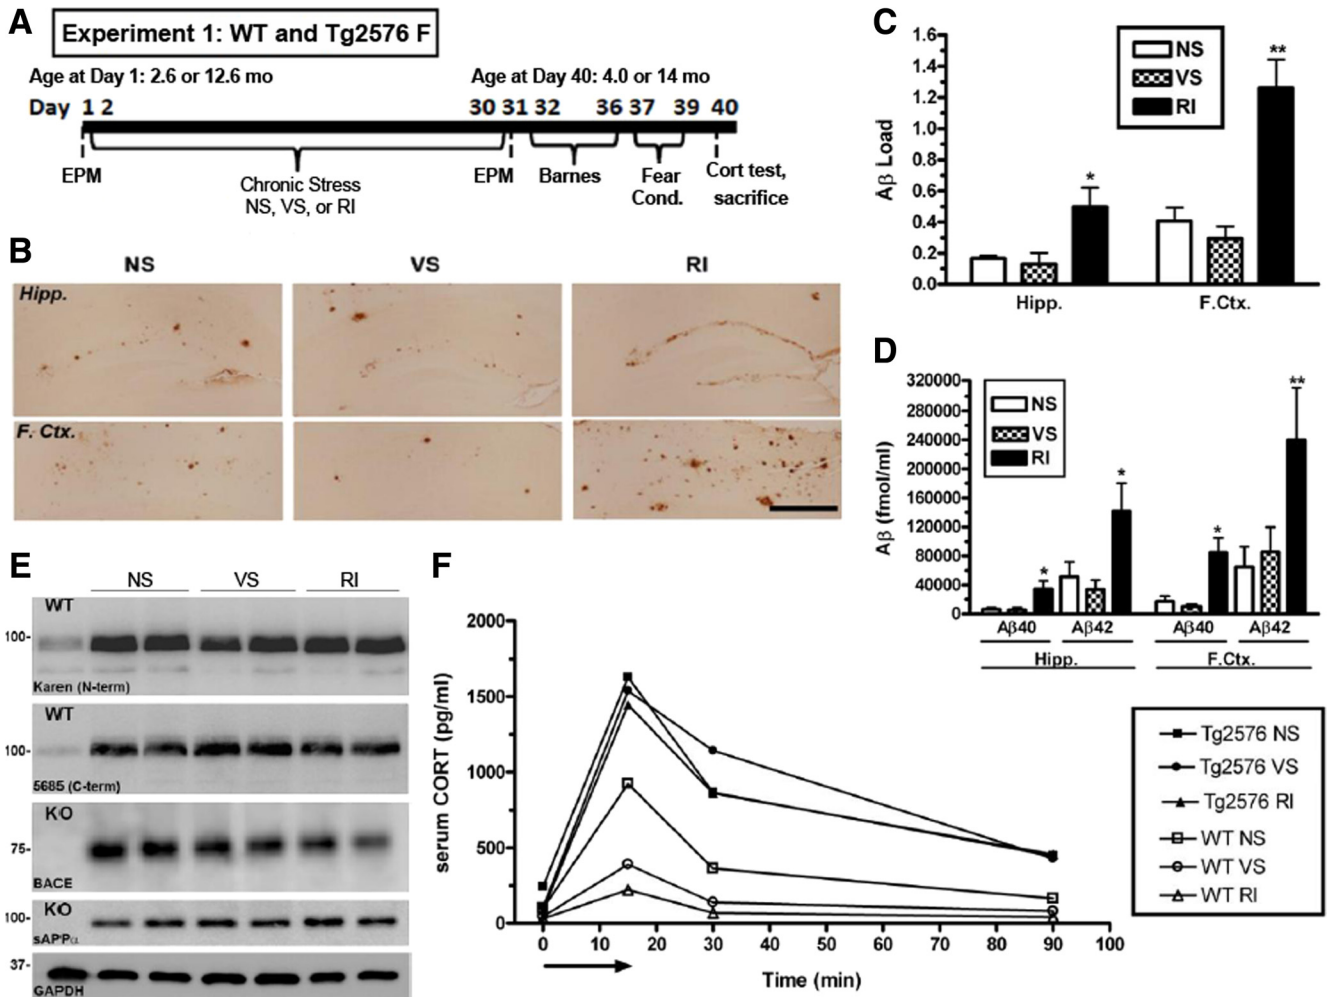 A
Experiment 1: WT and Tg2576 F
Age at Day 1: 2.6 or 12.6 mo
Age at Day 40: 4.0 or 14 mo
Day 1 2 30 31 32 36 37 39 40
EPM
Chronic Stress
NS, VS, or RI
EPM
Barnes
Fear
Cond.
Cort test,
sacrifice
B
NS VS RI
Hipp.
F. Ctx.
C
NS
VS
RI
Aβ Load
1.6
1.4
1.2
1.0
0.8
0.6
0.4
0.2
0.0
*
**
Hipp. F.Ctx.
D
NS
VS
RI
Aβ (fmol/ml)
320000
280000
240000
200000
160000
120000
80000
40000
0
*
*
*
**
Aβ40 Aβ42 Aβ40 Aβ42
Hipp. F.Ctx.
E
NS VS RI
WT
100-
Karen (N-term)
WT
100-
5685 (C-term)
KO
75-
BACE
KO
100-
sAPPα
37-
GAPDH
F
serum CORT (pg/ml)
2000
1500
1000
500
0
0 10 20 30 40 50 60 70 80 90 100
Time (min)
Tg2576 NS
Tg2576 VS
Tg2576 RI
WT NS
WT VS
WT RI